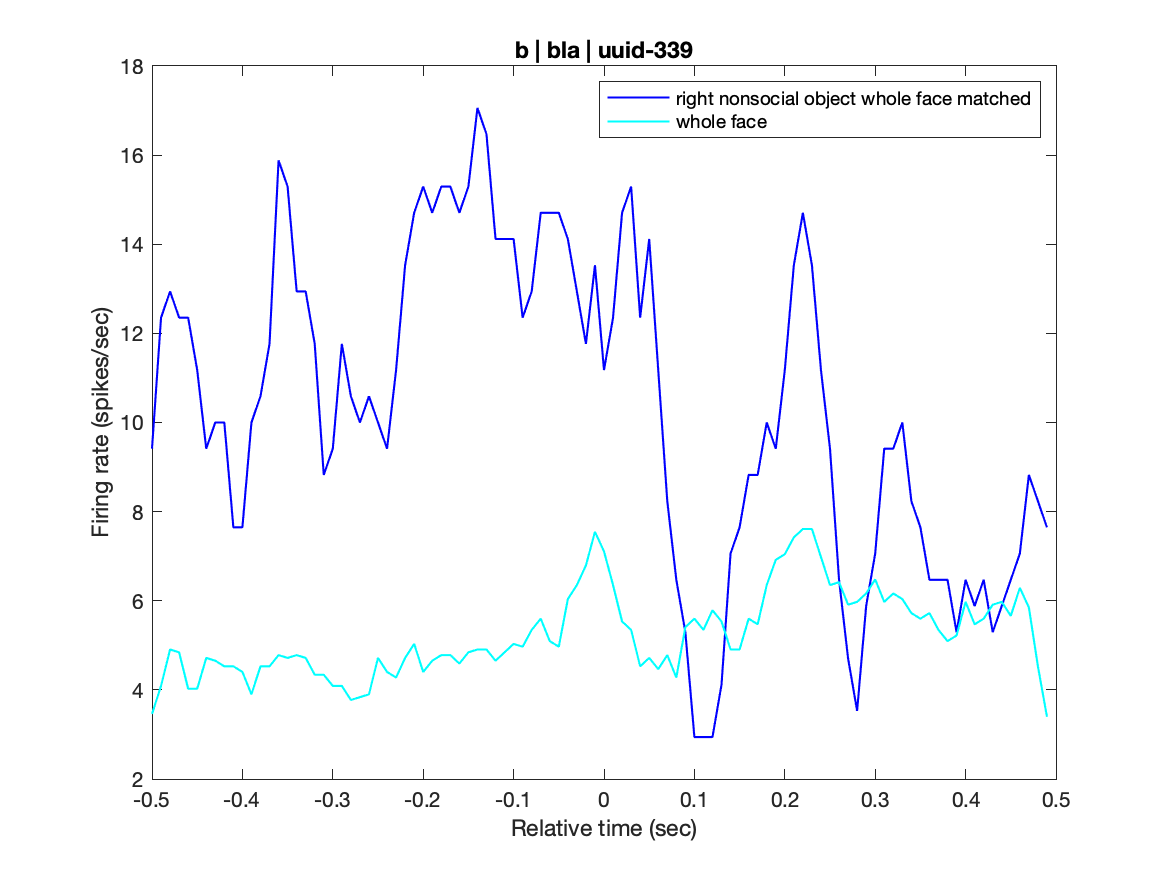 b | bla | uuid-339
right nonsocial object whole face matched
whole face
18
16
14
12
10
8
6
4
2
Firing rate (spikes/sec)
-0.5 -0.4 -0.3 -0.2 -0.1 0 0.1 0.2 0.3 0.4 0.5
Relative time (sec)